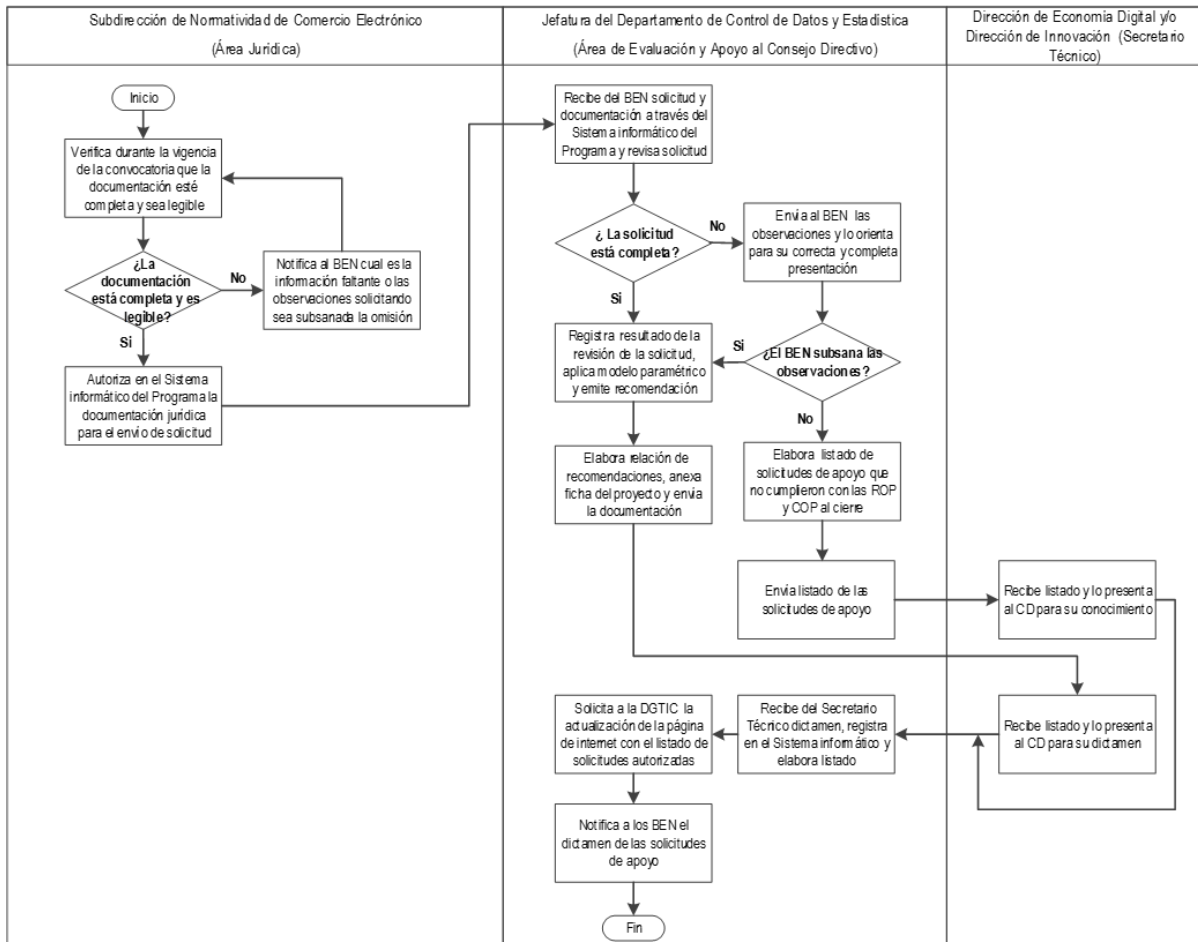 Subdirección de Normatividad de Comercio Electrónico
(Área Jurídica)
Jefatura del Departamento de Control de Datos y Estadística
(Área de Evaluación y Apoyo al Consejo Directivo)
Dirección de Economía Digital y/o
Dirección de Innovación (Secretario
Técnico)
Inicio
Verifica durante la vigencia
de la convocatoria que la
documentación esté
completa y sea legible
¿La
documentación
está completa y es
legible?
No
Notifica al BEN cual es la
información faltante o las
observaciones solicitando
sea subsanada la omisión
Si
Autoriza en el Sistema
informático del Programa la
documentación jurídica
para el envío de solicitud
Recibe del BEN solicitud y
documentación a través del
Sistema informático del
Programa y revisa solicitud
¿ La solicitud
está completa?
No
Envía al BEN las
observaciones y lo orienta
para su correcta y completa
presentación
Si
Registra resultado de la
revisión de la solicitud,
aplica modelo paramétrico
y emite recomendación
Si
¿El BEN subsana las
observaciones?
No
Elabora relación de
recomendaciones, anexa
ficha del proyecto y envía
la documentación
Elabora listado de
solicitudes de apoyo que
no cumplieron con las ROP
y COP al cierre
Envía listado de las
solicitudes de apoyo
Recibe listado y lo presenta
al CD para su conocimiento
Solicita a la DGTIC la
actualización de la página
de internet con el listado de
solicitudes autorizadas
Recibe del Secretario
Técnico dictamen, registra
en el Sistema informático y
elabora listado
Recibe listado y lo presenta
al CD para su dictamen
Notifica a los BEN el
dictamen de las solicitudes
de apoyo
Fin